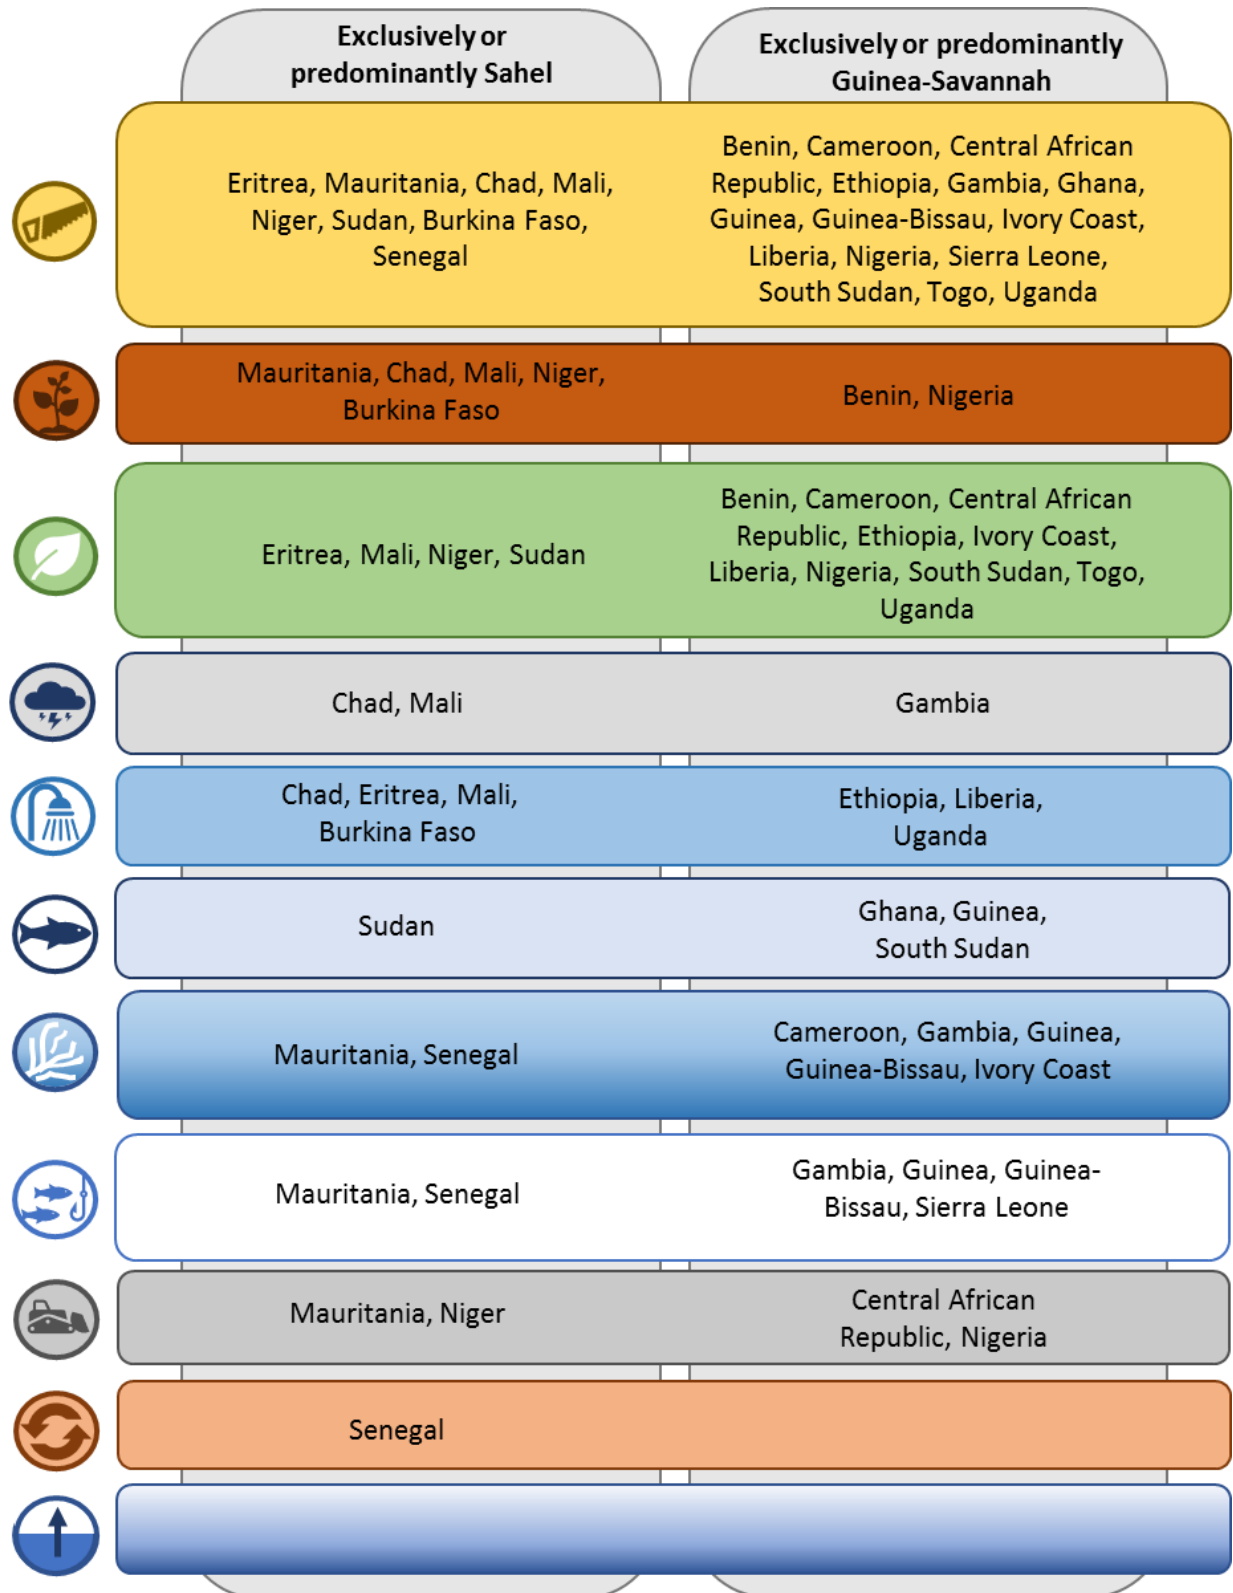 Exclusively or
predominantly Sahel
Exclusively or predominantly
Guinea-Savannah
Eritrea, Mauritania, Chad, Mali,
Niger, Sudan, Burkina Faso,
Senegal
Benin, Cameroon, Central African
Republic, Ethiopia, Gambia, Ghana,
Guinea, Guinea-Bissau, Ivory Coast,
Liberia, Nigeria, Sierra Leone,
South Sudan, Togo, Uganda
Mauritania, Chad, Mali, Niger,
Burkina Faso
Benin, Nigeria
Eritrea, Mali, Niger, Sudan
Benin, Cameroon, Central African
Republic, Ethiopia, Ivory Coast,
Liberia, Nigeria, South Sudan, Togo,
Uganda
Chad, Mali
Gambia
Chad, Eritrea, Mali,
Burkina Faso
Ethiopia, Liberia,
Uganda
Sudan
Ghana, Guinea,
South Sudan
Mauritania, Senegal
Cameroon, Gambia, Guinea,
Guinea-Bissau, Ivory Coast
Mauritania, Senegal
Gambia, Guinea, Guinea-
Bissau, Sierra Leone
Mauritania, Niger
Central African
Republic, Nigeria
Senegal